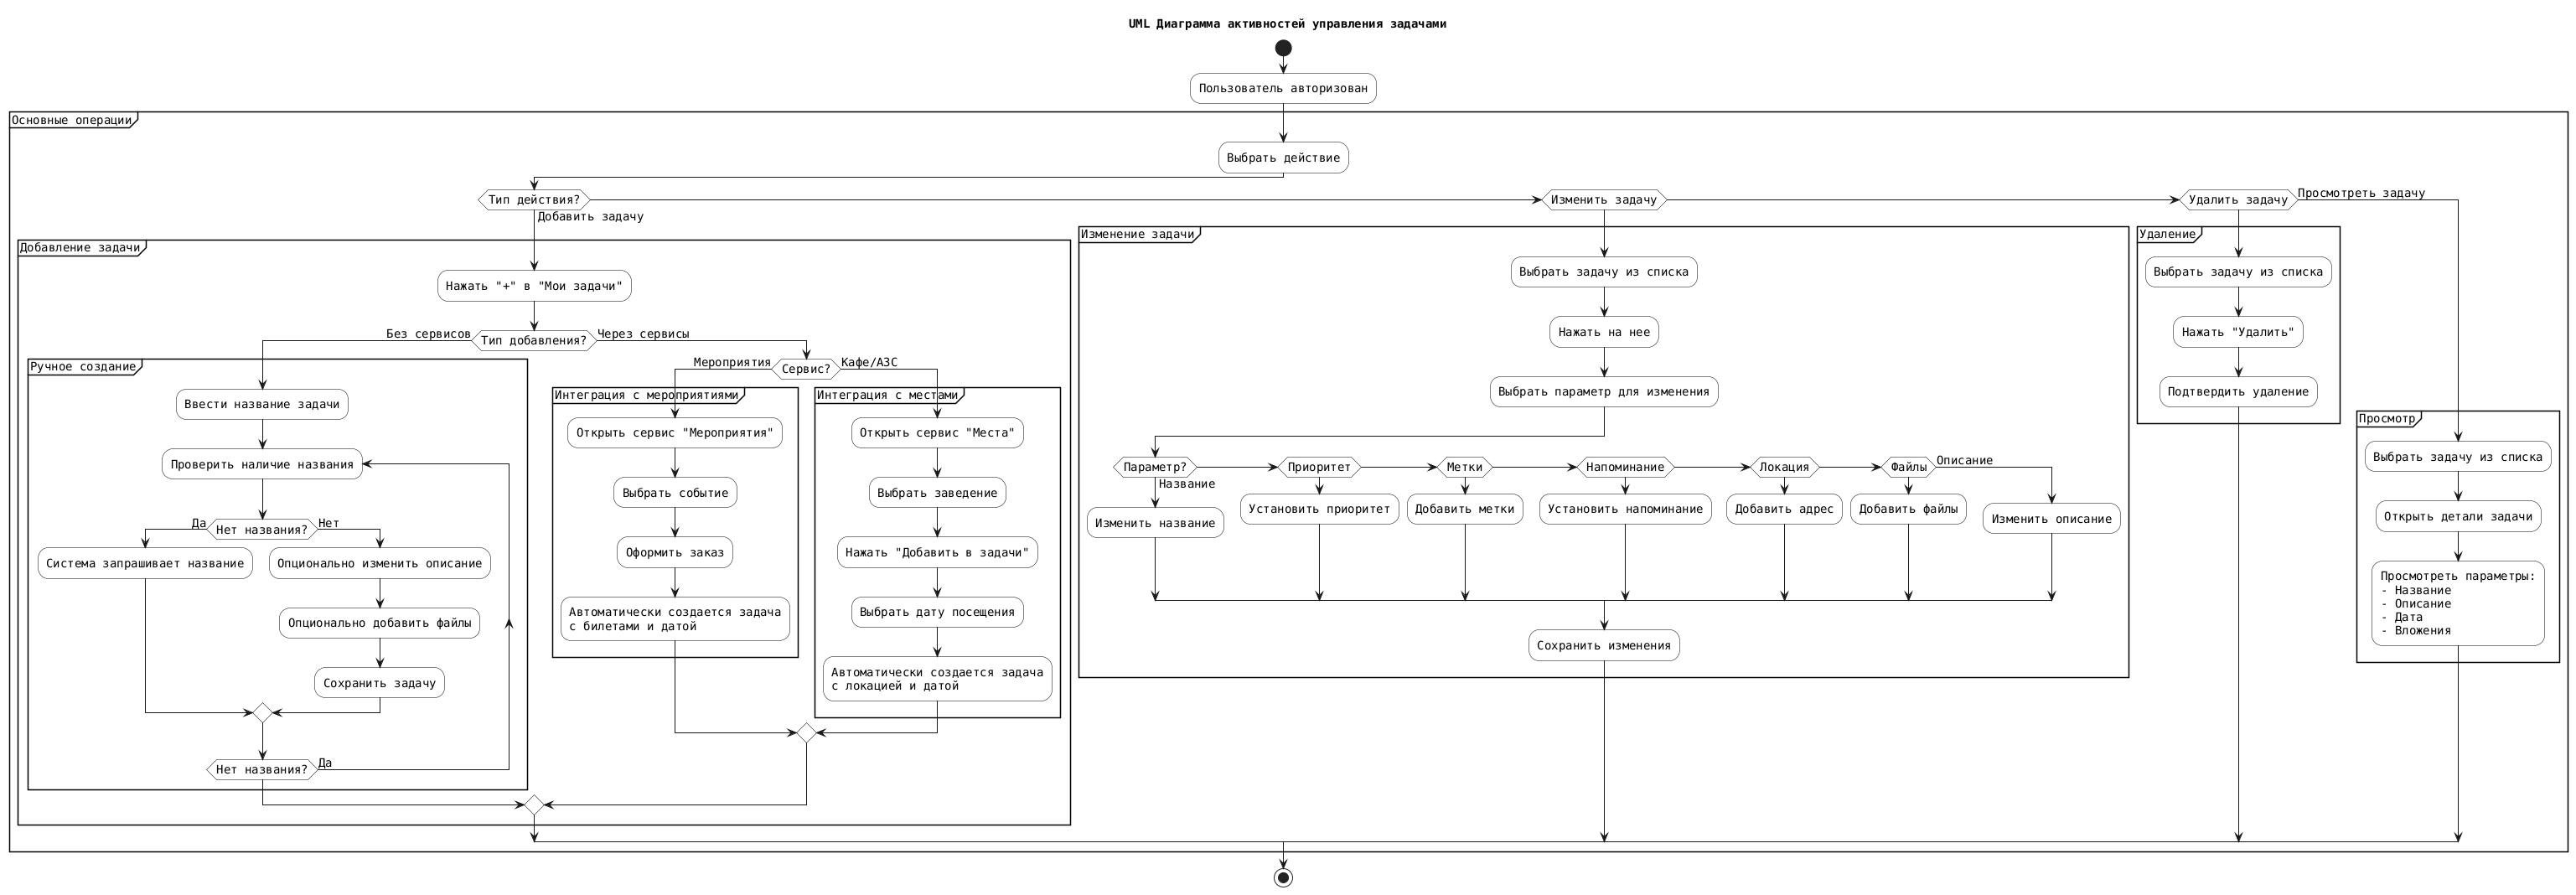 UML Диаграмма активностей управления задачами
Пользователь авторизован
Основные операции
Выбрать действие
Тип действия?
Добавить задачу
Изменить задачу
Удалить задачу
Просмотреть задачу
Добавление задачи
Нажать "+" в "Мои задачи"
Без сервисов
Тип добавления?
Через сервисы
Ручное создание
Ввести название задачи
Проверить наличие названия
Да
Нет названия?
Нет
Система запрашивает название
Опционально изменить описание
Опционально добавить файлы
Сохранить задачу
Нет названия?
Да
Мероприятия
Сервис?
Кафе/АЗС
Интеграция с мероприятиями
Открыть сервис "Мероприятия"
Выбрать событие
Оформить заказ
Автоматически создается задача
с билетами и датой
Интеграция с местами
Открыть сервис "Места"
Выбрать заведение
Нажать "Добавить в задачи"
Выбрать дату посещения
Автоматически создается задача
с локацией и датой
Изменение задачи
Выбрать задачу из списка
Нажать на нее
Выбрать параметр для изменения
Параметр?
Название
Приоритет
Метки
Напоминание
Локация
Файлы
Описание
Изменить название
Установить приоритет
Добавить метки
Установить напоминание
Добавить адрес
Добавить файлы
Изменить описание
Сохранить изменения
Удаление
Выбрать задачу из списка
Нажать "Удалить"
Подтвердить удаление
Просмотр
Выбрать задачу из списка
Открыть детали задачи
Просмотреть параметры:
- Название
- Описание
- Дата
- Вложения